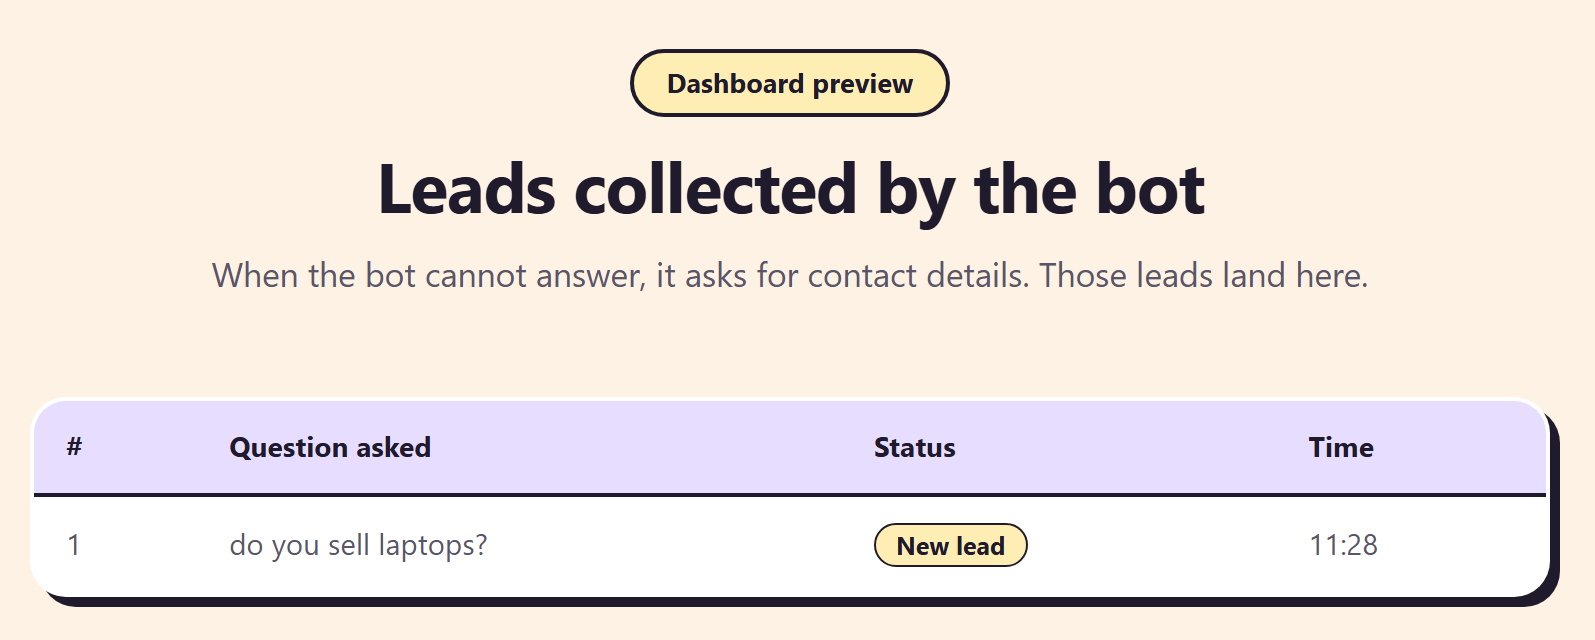 Dashboard preview
Leads collected by the bot
When the bot cannot answer, it asks for contact details. Those leads land here.
# Question asked Status Time
1 do you sell laptops? New lead 11:28